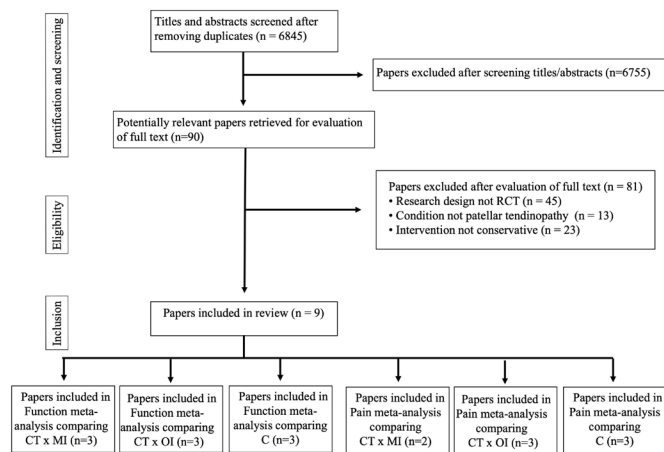 Identification and screening
Titles and abstracts screened after
removing duplicates (n = 6845)
Papers excluded after screening titles/abstracts (n=6755)
Potentially relevant papers retrieved for evaluation
of full text (n=90)
Eligibility
Papers excluded after evaluation of full text (n = 81)
• Research design not RCT (n = 45)
• Condition not patellar tendinopathy (n = 13)
• Intervention not conservative (n = 23)
Inclusion
Papers included in review (n = 9)
Papers included in
Function meta-
analysis comparing
CT x MI (n=3)
Papers included in
Function meta-
analysis comparing
CT x OI (n=3)
Papers included in
Function meta-
analysis comparing
C (n=3)
Papers included in
Pain meta-analysis
comparing
CT x MI (n=2)
Papers included in
Pain meta-analysis
comparing
CT x OI (n=3)
Papers included in
Pain meta-analysis
comparing
C (n=3)